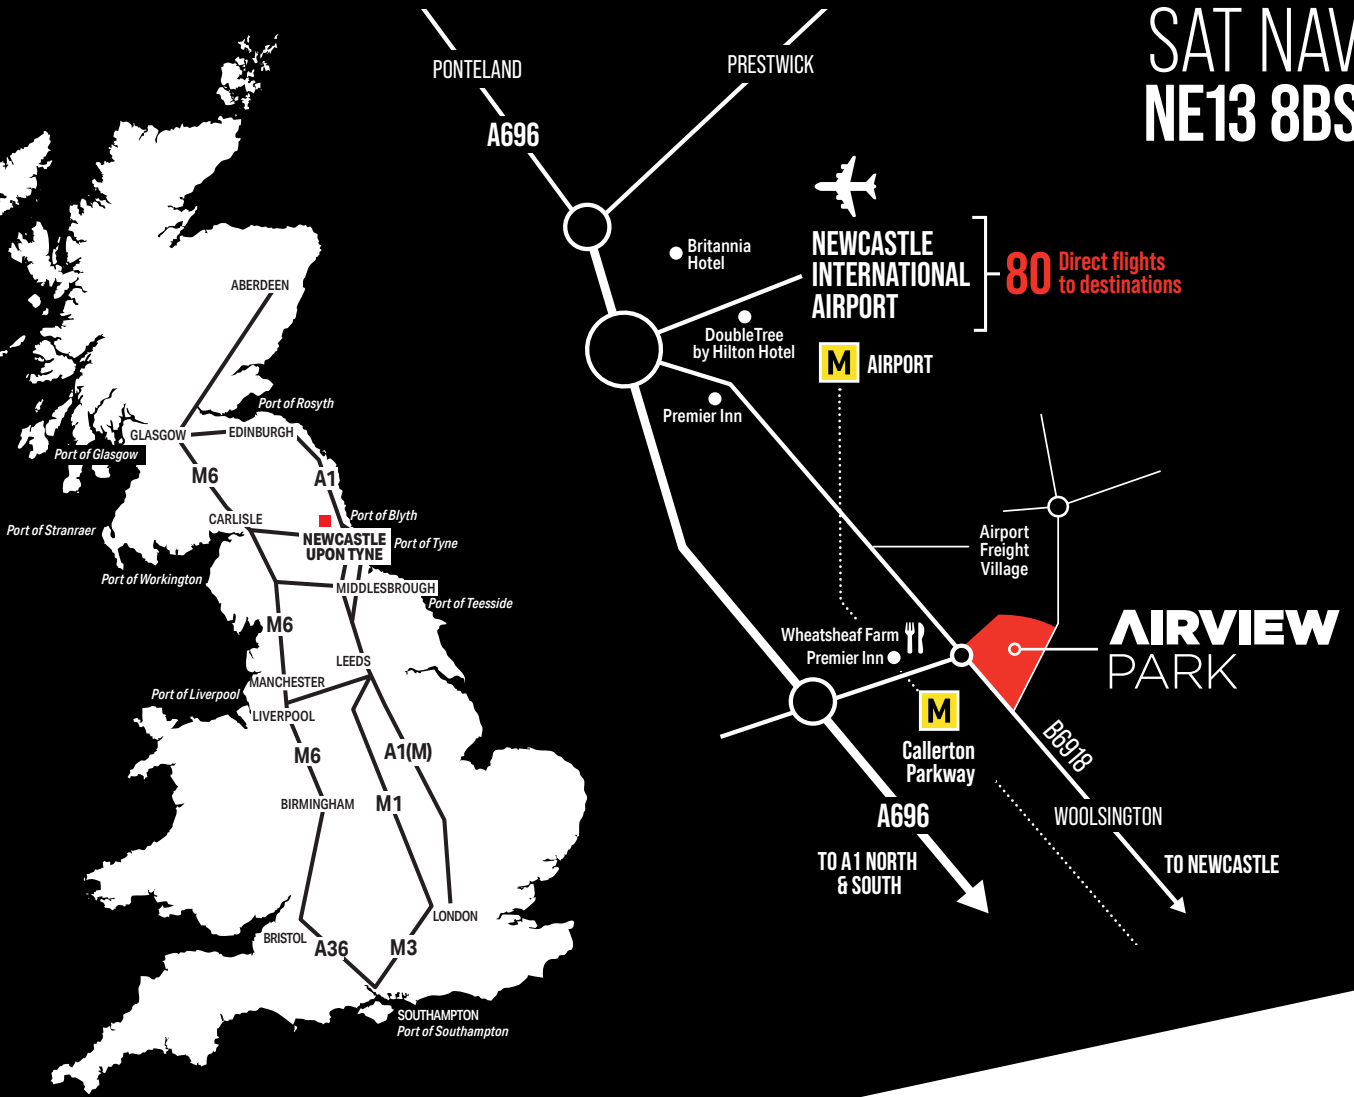 SAT NAV
NE13 8BS
PONTELAND
PRESTWICK
A696
Britannia
Hotel
NEWCASTLE
INTERNATIONAL
AIRPORT
80 Direct flights
to destinations
DoubleTree
by Hilton Hotel
M AIRPORT
Premier Inn
Airport
Freight
Village
Wheatsheaf Farm
Premier Inn
AIRVIEW
PARK
M
Callerton
Parkway
B6918
A696
WOOLSINGTON
TO A1 NORTH
& SOUTH
TO NEWCASTLE
ABERDEEN
Port of Rosyth
GLASGOW
EDINBURGH
Port of Glasgow
M6
A1
CARLISLE
Port of Blyth
Port of Stranraer
NEWCASTLE
UPON TYNE
Port of Tyne
Port of Workington
MIDDLESBROUGH
Port of Teesside
M6
LEEDS
MANCHESTER
Port of Liverpool
LIVERPOOL
M6
A1(M)
BIRMINGHAM
M1
LONDON
BRISTOL
A36
M3
SOUTHAMPTON
Port of Southampton